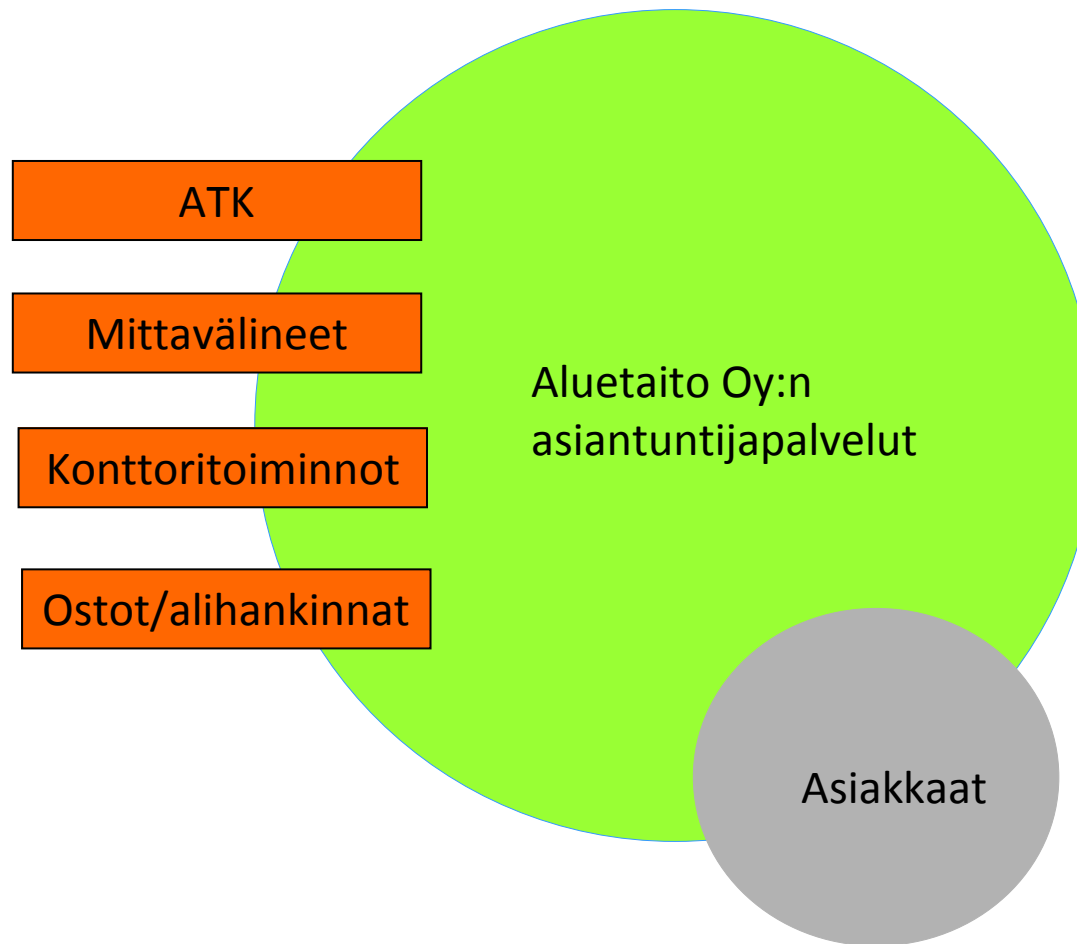 ATK
Mittavälineet
Konttoritoiminnot
Ostot/alihankinnat
Aluetaito Oy:n
asiantuntijapalvelut
Asiakkaat